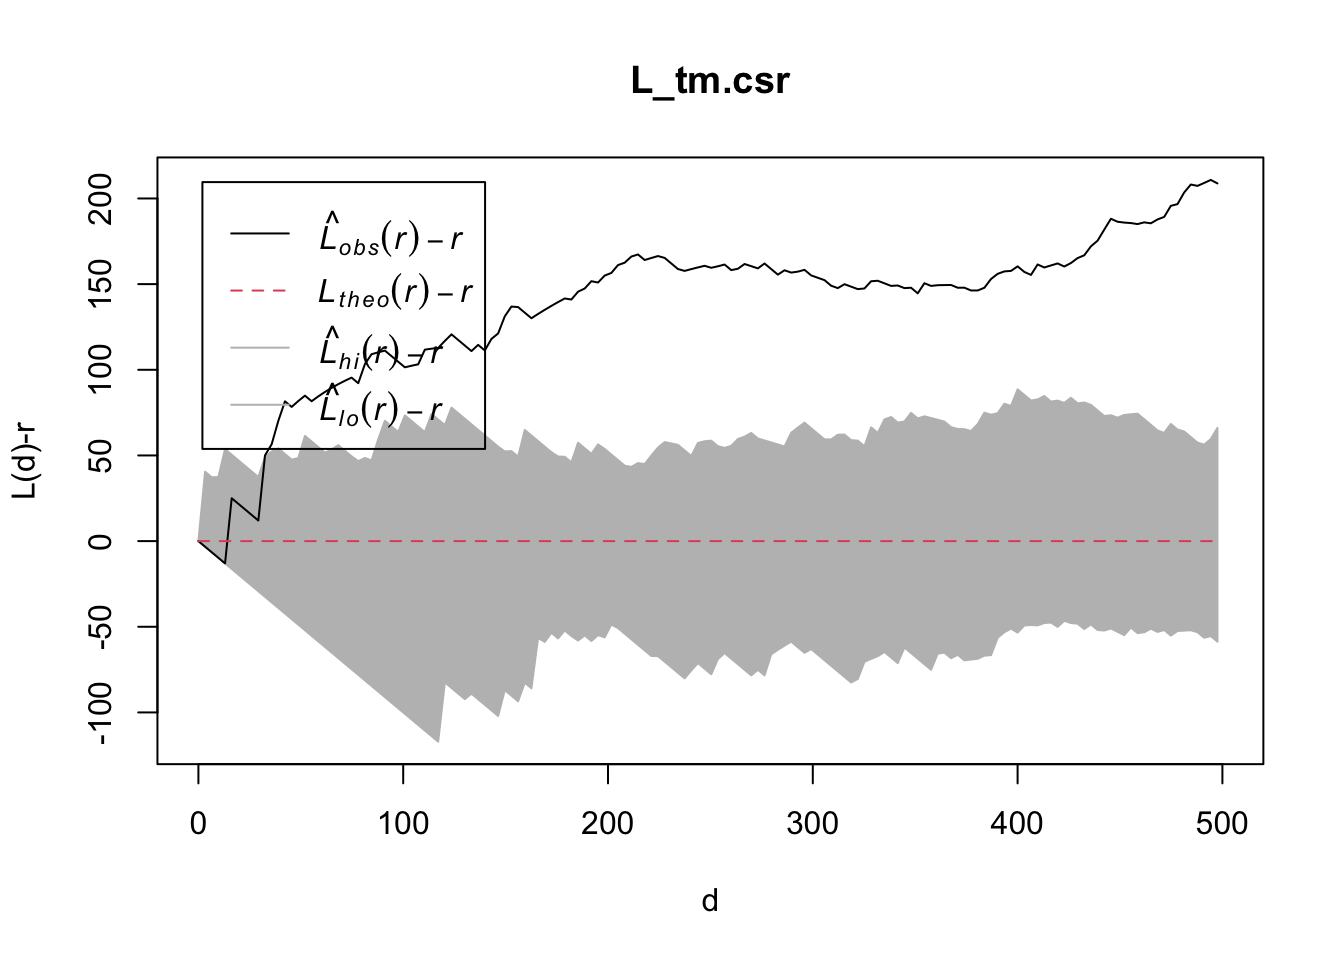 L_tm.csr
L̂obs(r) – r
Ltheo(r) – r
L̂hi(r) – r
L̂lo(r) – r
L(d)-r
200
150
100
50
0
-50
-100
0 100 200 300 400 500
d